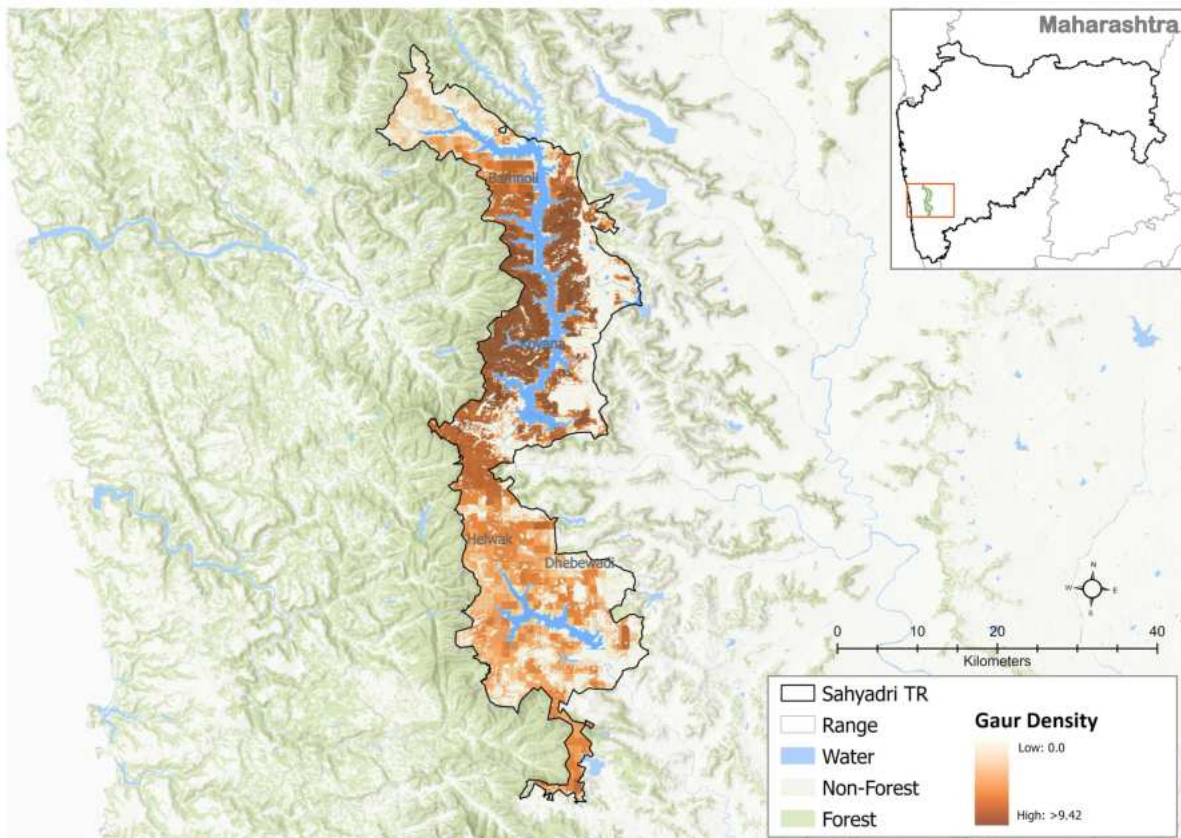 Maharashtra
Bamnoli
Koyana
Helwak
Dhebewadi
N
W
E
S
0
10
20
40
Kilometers
Sahyadri TR
Range
Water
Non-Forest
Forest
Gaur Density
Low: 0.0
High: >9.42